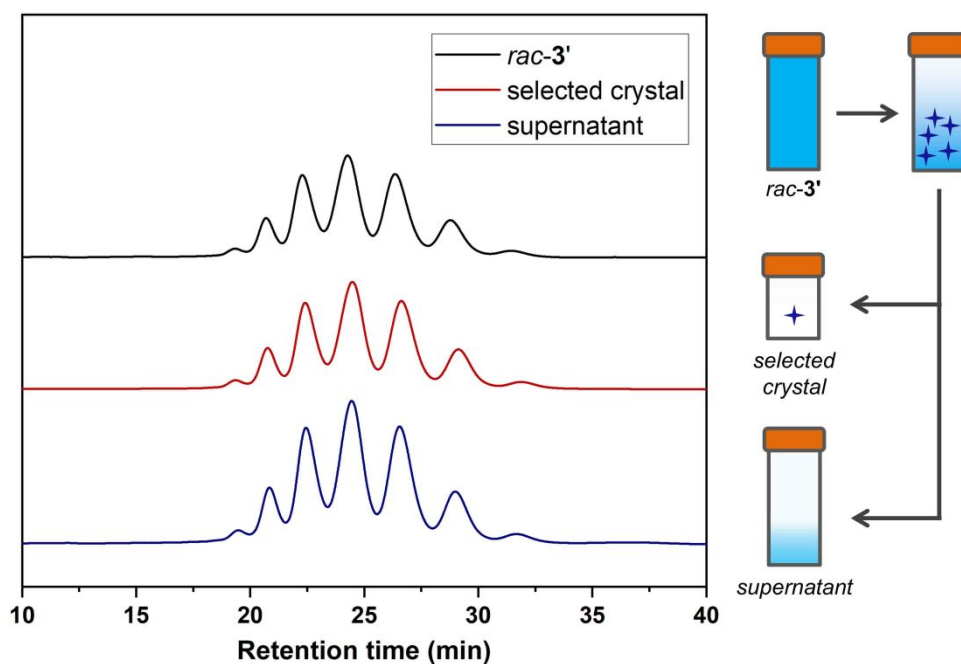 rac-3'
selected crystal
supernatant
10 15 20 25 30 35 40
Retention time (min)
rac-3'
selected
crystal
supernatant